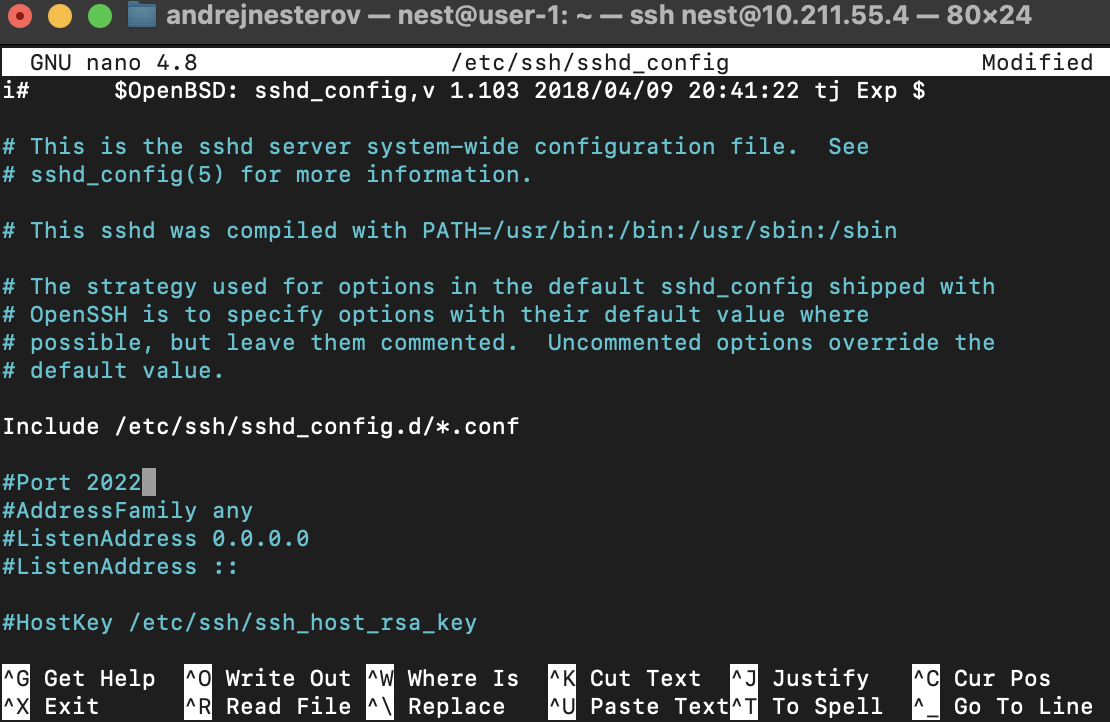 andrejnesterov — nest@user-1: ~ — ssh nest@10.211.55.4 — 80×24
GNU nano 4.8 /etc/ssh/sshd_config Modified
i# $OpenBSD: sshd_config,v 1.103 2018/04/09 20:41:22 tj Exp $
# This is the sshd server system-wide configuration file.  See
# sshd_config(5) for more information.
# This sshd was compiled with PATH=/usr/bin:/bin:/usr/sbin:/sbin
# The strategy used for options in the default sshd_config shipped with
# OpenSSH is to specify options with their default value where
# possible, but leave them commented.  Uncommented options override the
# default value.
Include /etc/ssh/sshd_config.d/*.conf
#Port 2022
#AddressFamily any
#ListenAddress 0.0.0.0
#ListenAddress ::
#HostKey /etc/ssh/ssh_host_rsa_key
^G Get Help ^O Write Out ^W Where Is ^K Cut Text ^J Justify ^C Cur Pos
^X Exit ^R Read File ^\ Replace ^U Paste Text ^T To Spell ^_ Go To Line